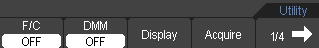 Utility
F/C DMM Display Acquire 1/4
OFF OFF